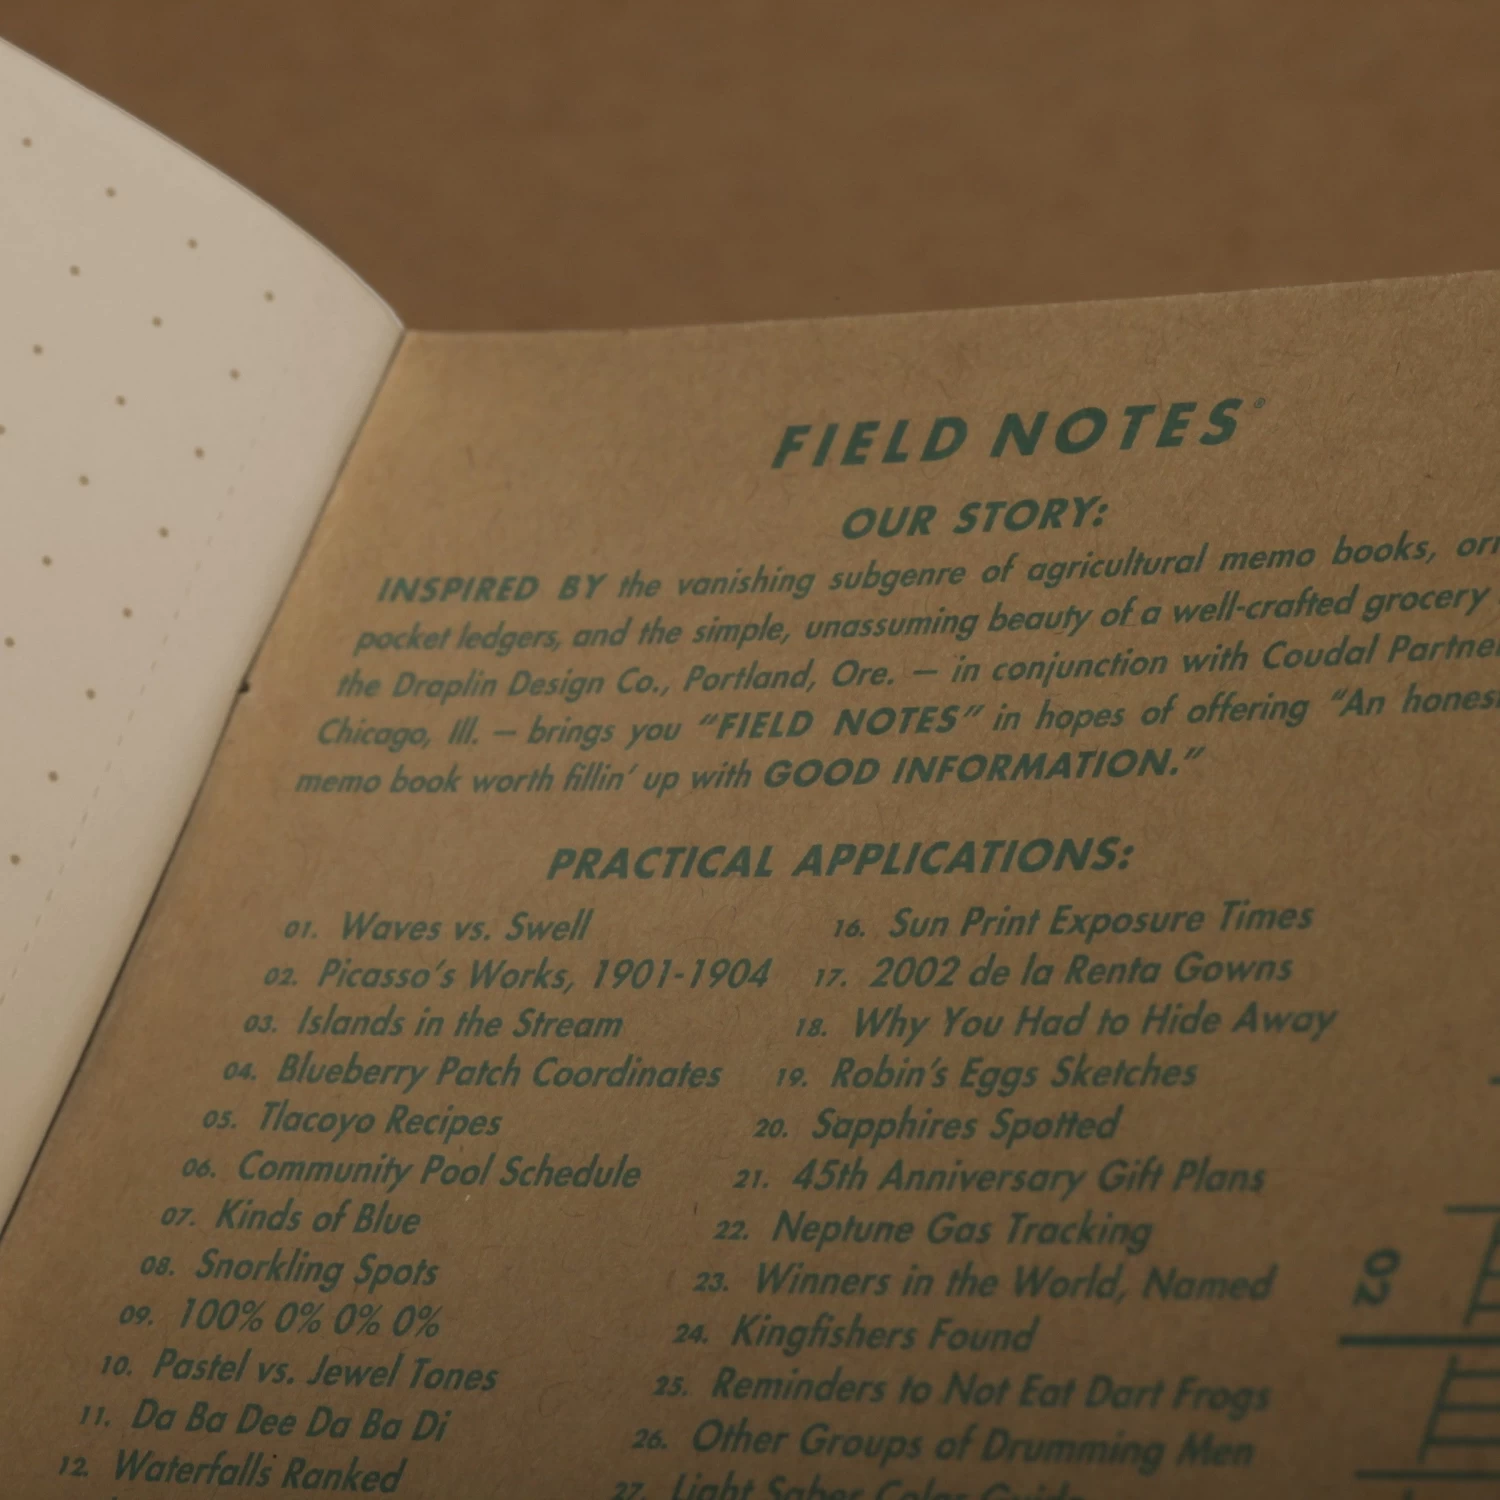 FIELD NOTES®
OUR STORY:
INSPIRED BY the vanishing subgenre of agricultural memo books,
pocket ledgers, and the simple, unassuming beauty of a well-crafted grocery
the Draplin Design Co., Portland, Ore. — in conjunction with Coudal
Chicago, Ill. — brings you “FIELD NOTES” in hopes of offering “An
memo book worth fillin’ up with GOOD INFORMATION.”
PRACTICAL APPLICATIONS:
01. Waves vs. Swell
02. Picasso’s Works, 1901-1904
03. Islands in the Stream
04. Blueberry Patch Coordinates
05. Tlacoyo Recipes
06. Community Pool Schedule
07. Kinds of Blue
08. Snorkling Spots
09. 100% 0% 0% 0%
10. Pastel vs. Jewel Tones
11. Da Ba Dee Da Ba Di
12. Waterfalls Ranked
16. Sun Print Exposure Times
17. 2002 de la Renta Gowns
18. Why You Had to Hide Away
19. Robin’s Eggs Sketches
20. Sapphires Spotted
21. 45th Anniversary Gift Plans
22. Neptune Gas Tracking
23. Winners in the World, Named
24. Kingfishers Found
25. Reminders to Not Eat Dart Frogs
26. Other Groups of Drumming Men
27. Light Saber Color Guide
02